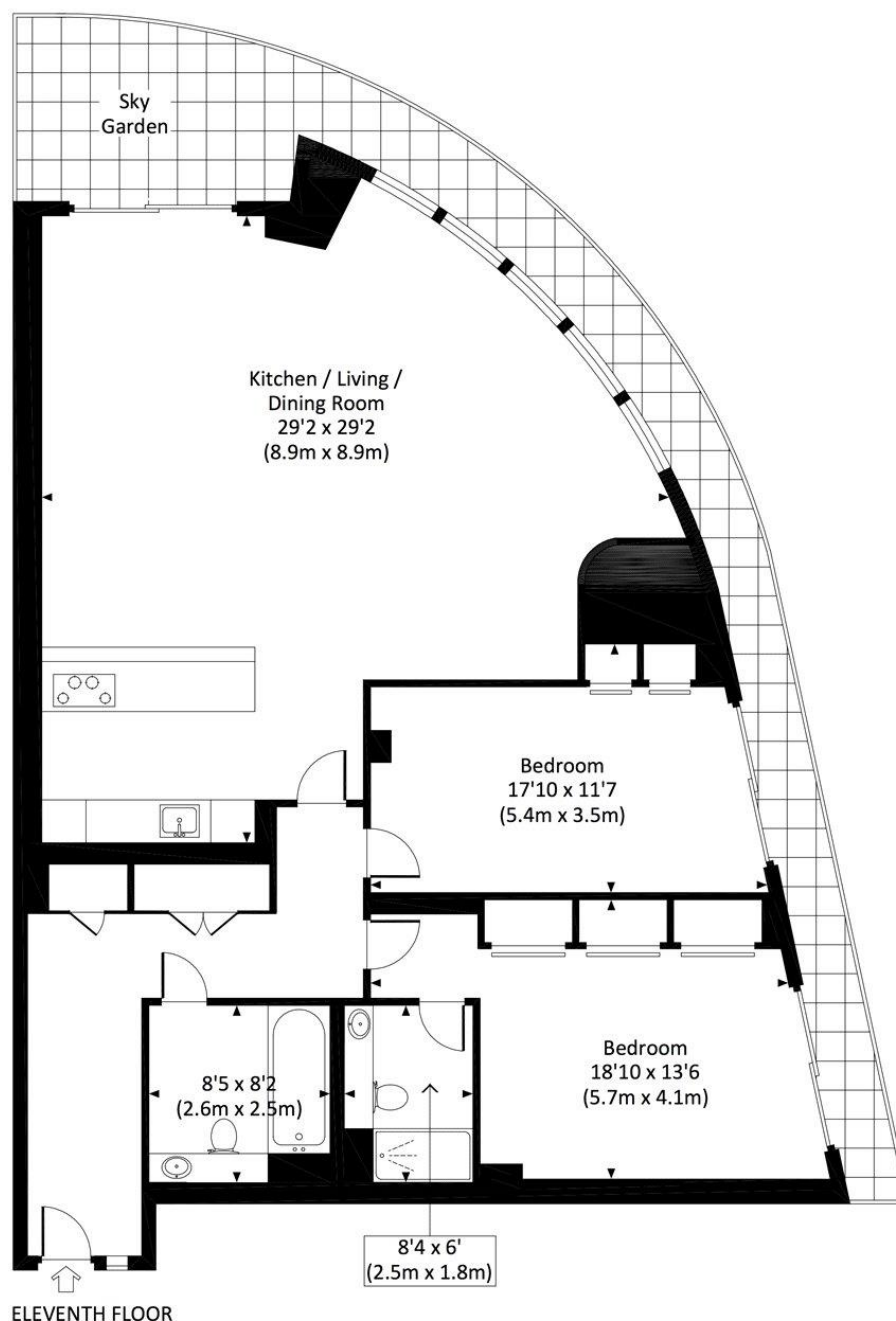 Sky
Garden
Kitchen / Living /
Dining Room
29'2 x 29'2
(8.9m x 8.9m)
Bedroom
17'10 x 11'7
(5.4m x 3.5m)
Bedroom
18'10 x 13'6
(5.7m x 4.1m)
8'5 x 8'2
(2.6m x 2.5m)
8'4 x 6'
(2.5m x 1.8m)
ELEVENTH FLOOR